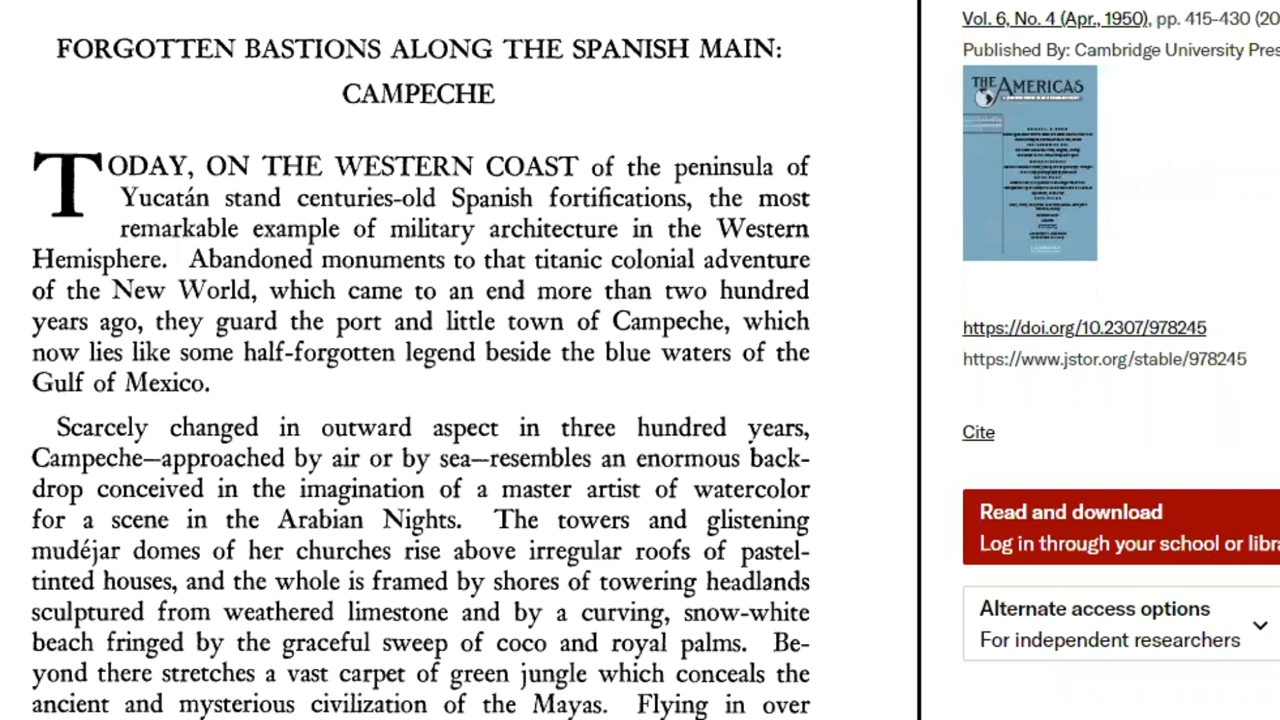 FORGOTTEN BASTIONS ALONG THE SPANISH MAIN:
CAMPECHE
TODAY, ON THE WESTERN COAST of the peninsula of
Yucatán stand centuries-old Spanish fortifications, the most
remarkable example of military architecture in the Western
Hemisphere. Abandoned monuments to that titanic colonial adventure
of the New World, which came to an end more than two hundred
years ago, they guard the port and little town of Campeche, which
now lies like some half-forgotten legend beside the blue waters of the
Gulf of Mexico.
Scarcely changed in outward aspect in three hundred years,
Campeche—approached by air or by sea—resembles an enormous back-
drop conceived in the imagination of a master artist of watercolor
for a scene in the Arabian Nights. The towers and glistening
mudéjar domes of her churches rise above irregular roofs of pastel-
tinted houses, and the whole is framed by shores of towering headlands
sculptured from weathered limestone and by a curving, snow-white
beach fringed by the graceful sweep of coco and royal palms. Be-
yond there stretches a vast carpet of green jungle which conceals the
ancient and mysterious civilization of the Mayas. Flying in over
Vol. 6, No. 4 (Apr., 1950), pp. 415-430 (20
Published By: Cambridge University Pres
THE AMERICAS
https://doi.org/10.2307/978245
https://www.jstor.org/stable/978245
Cite
Read and download
Log in through your school or libr
Alternate access options
For independent researchers